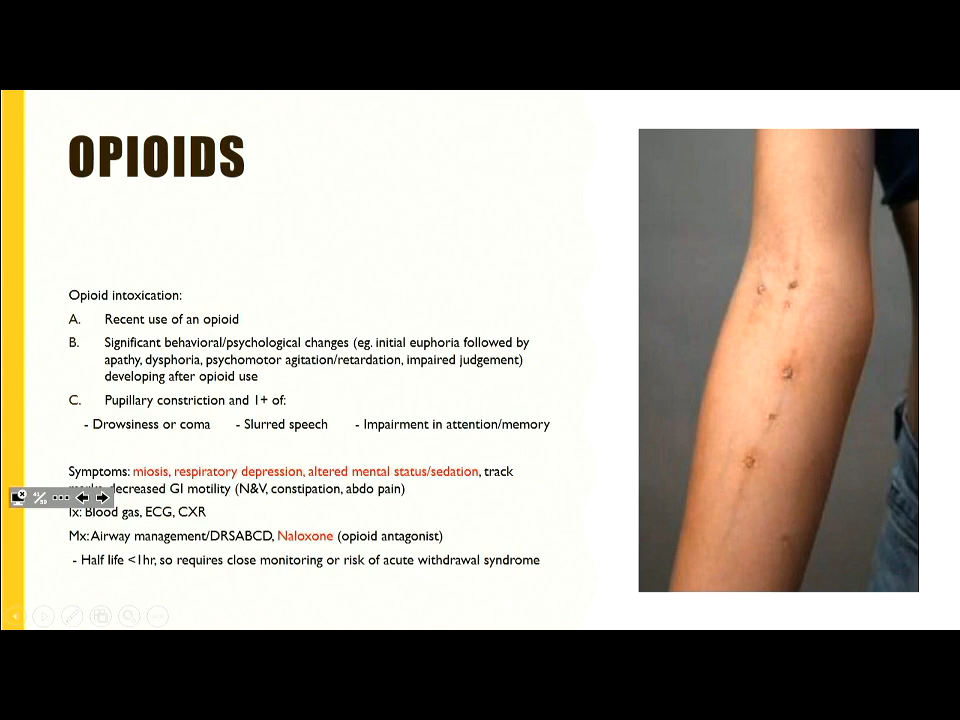 OPIOIDS
Opioid intoxication:
A. Recent use of an opioid
B. Significant behavioral/psychological changes (eg. initial euphoria followed by
apathy, dysphoria, psychomotor agitation/retardation, impaired judgement)
developing after opioid use
C. Pupillary constriction and 1+ of:
- Drowsiness or coma - Slurred speech - Impairment in attention/memory
Symptoms: miosis, respiratory depression, altered mental status/sedation, track
decreased GI motility (N&V, constipation, abdo pain)
41/59
Ix: Blood gas, ECG, CXR
Mx: Airway management/DRSABCD, Naloxone (opioid antagonist)
- Half life <1hr, so requires close monitoring or risk of acute withdrawal syndrome